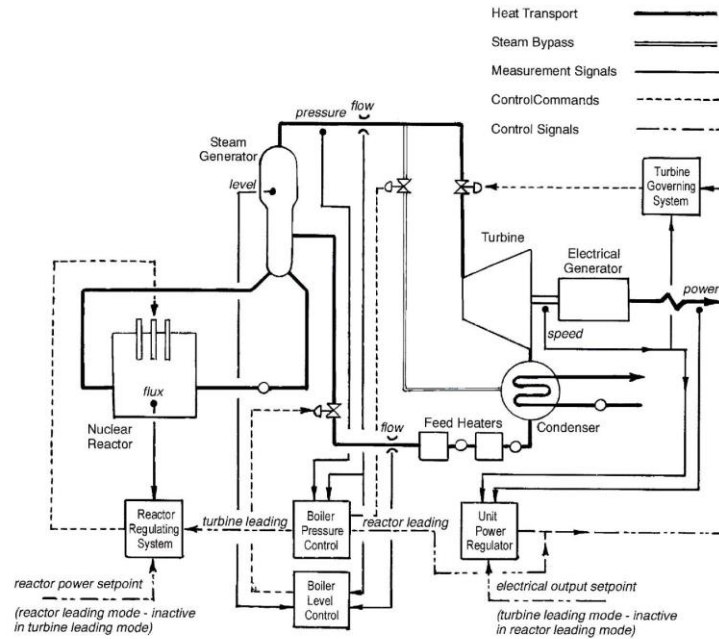 Heat Transport
Steam Bypass
Measurement Signals
ControlCommands
Control Signals
flow
pressure
Steam
Generator
level
Turbine
Governing
System
Turbine
Electrical
Generator
power
speed
flux
Nuclear
Reactor
flow
Feed Heaters
Condenser
Reactor
Regulating
System
turbine leading
Boiler
Pressure
Control
reactor leading
Unit
Power
Regulator
reactor power setpoint
(reactor leading mode - inactive
in turbine leading mode)
Boiler
Level
Control
electrical output setpoint
(turbine leading mode - inactive
in reactor leading mode)